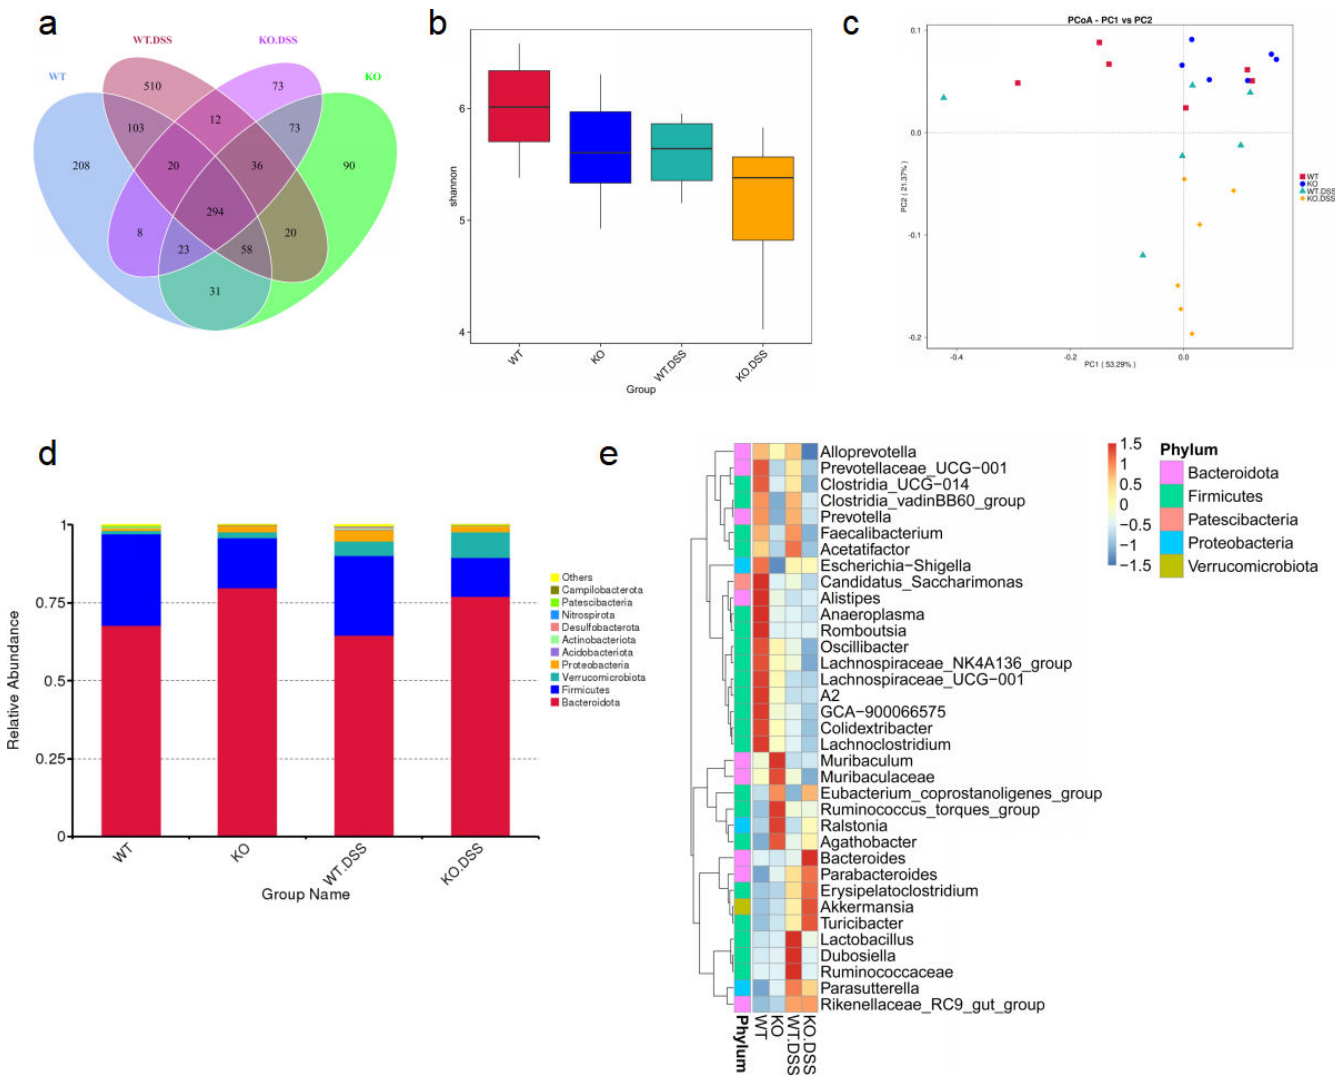 a
WT
WT.DSS
KO.DSS
KO
510
73
103
12
73
208
20
36
90
294
8
20
23
58
31
b
shannon
6
5
4
WT
KO
WT.DSS
KO.DSS
Group
c
PCoA - PC1 vs PC2
PC2 ( 21.37% )
0.1
0.0
-0.1
-0.2
-0.4
-0.2
0.0
PC1 ( 53.29% )
WT
KO
WT.DSS
KO.DSS
d
Relative Abundance
1
0.75
0.5
0.25
0
WT
KO
WT.DSS
KO.DSS
Group Name
Others
Campilobacterota
Patescibacteria
Nitrospirota
Desulfobacterota
Actinobacteriota
Acidobacteriota
Proteobacteria
Verrucomicrobiota
Firmicutes
Bacteroidota
e
Alloprevotella
Prevotellaceae_UCG−001
Clostridia_UCG−014
Clostridia_vadinBB60_group
Prevotella
Faecalibacterium
Acetatifactor
Escherichia−Shigella
Candidatus_Saccharimonas
Alistipes
Anaeroplasma
Romboutsia
Oscillibacter
Lachnospiraceae_NK4A136_group
Lachnospiraceae_UCG−001
A2
GCA−900066575
Colidextribacter
Lachnoclostridium
Muribaculum
Muribaculaceae
Eubacterium_coprostanoligenes_group
Ruminococcus_torques_group
Ralstonia
Agathobacter
Bacteroides
Parabacteroides
Erysipelatoclostridium
Akkermansia
Turicibacter
Lactobacillus
Dubosiella
Ruminococcaceae
Parasutterella
Rikenellaceae_RC9_gut_group
Phylum
WT
KO
WT.DSS
KO.DSS
1.5
1
0.5
0
−0.5
−1
−1.5
Phylum
Bacteroidota
Firmicutes
Patescibacteria
Proteobacteria
Verrucomicrobiota